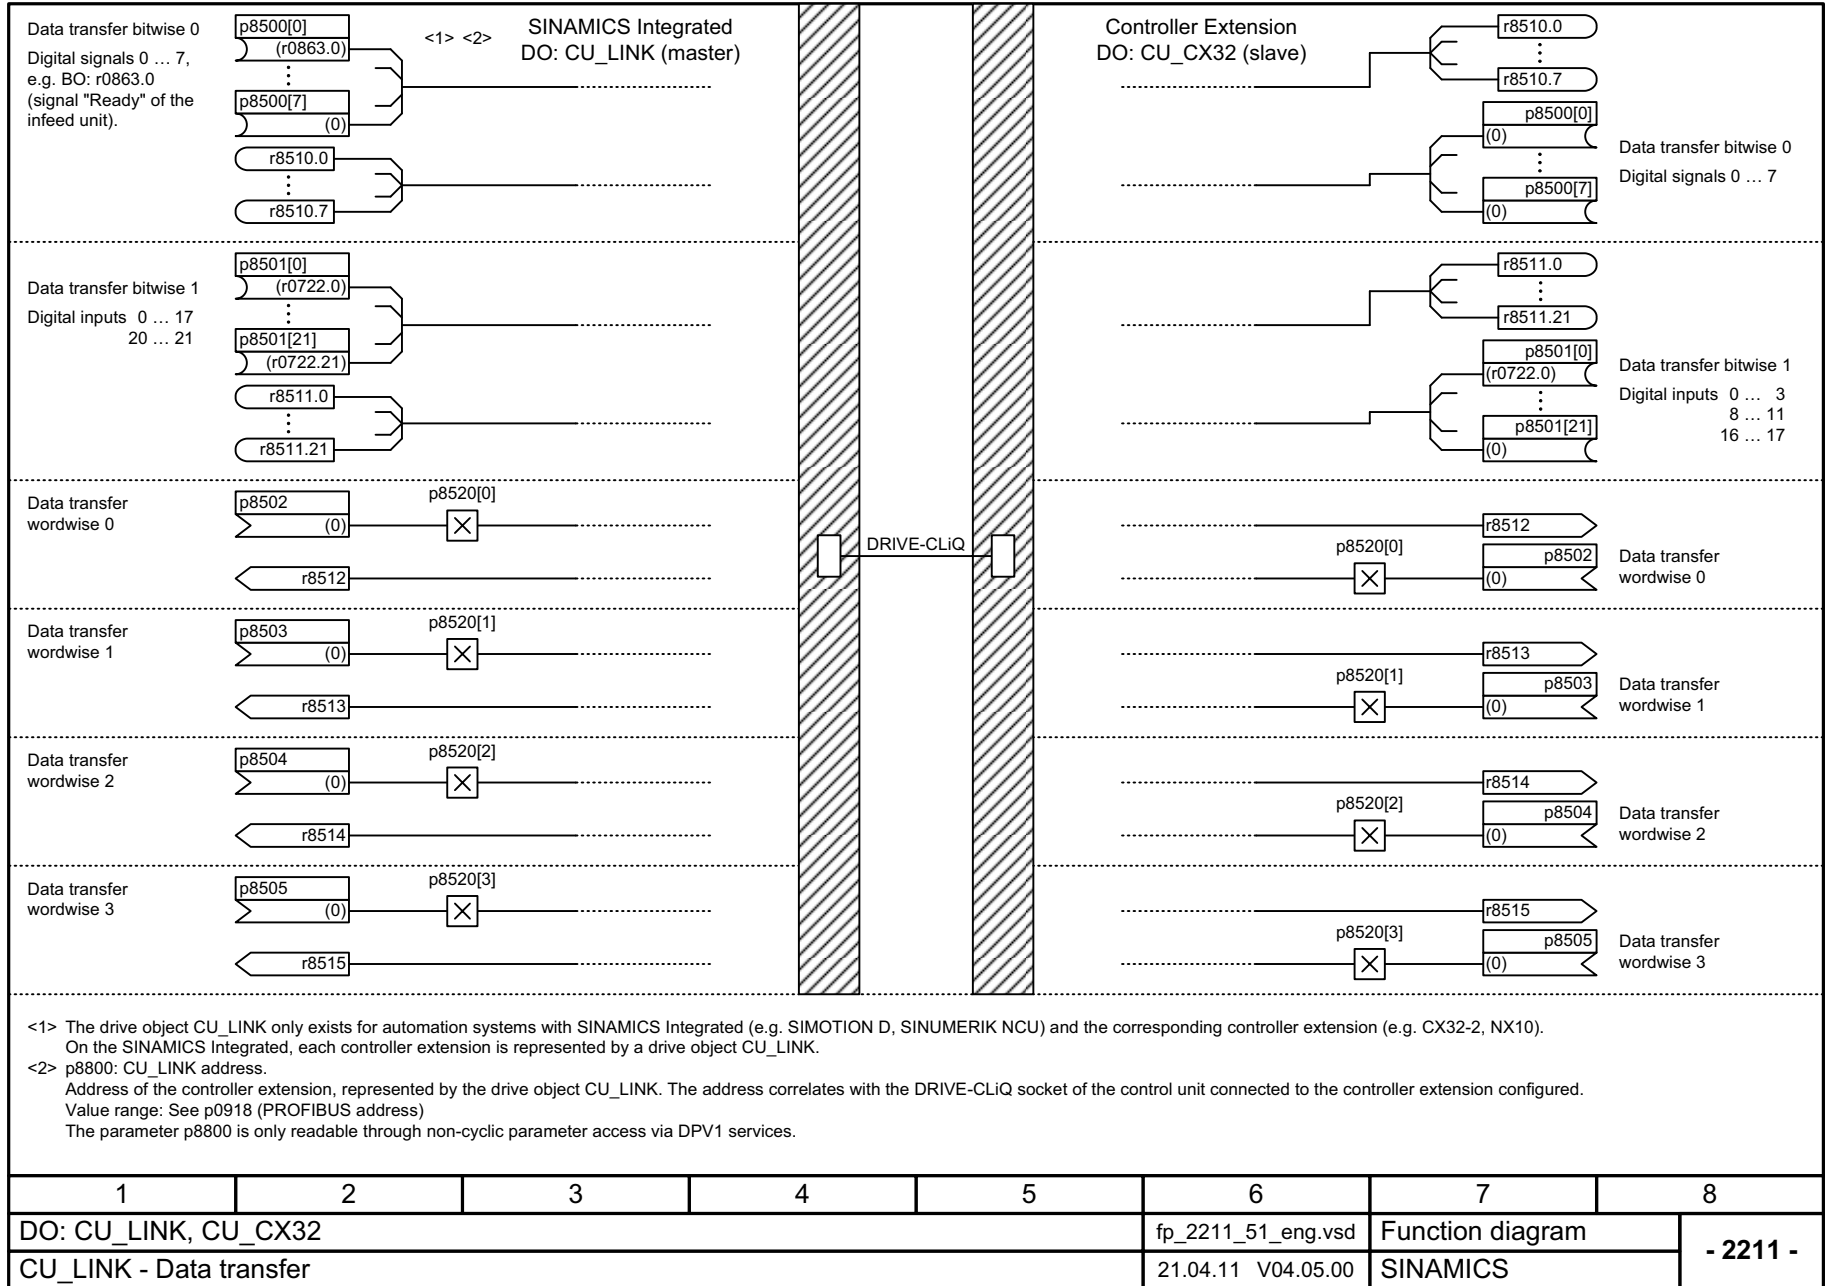 Data transfer bitwise 0
Digital signals 0 … 7,
e.g. BO: r0863.0
(signal "Ready" of the
infeed unit).
p8500[0]
(r0863.0)
p8500[7]
(0)
r8510.0
r8510.7
<1> <2>
SINAMICS Integrated
DO: CU_LINK (master)
Controller Extension
DO: CU_CX32 (slave)
r8510.0
r8510.7
p8500[0]
(0)
p8500[7]
(0)
Data transfer bitwise 0
Digital signals 0 … 7
Data transfer bitwise 1
Digital inputs 0 … 17
20 … 21
p8501[0]
(r0722.0)
p8501[21]
(r0722.21)
r8511.0
r8511.21
r8511.0
r8511.21
p8501[0]
(r0722.0)
p8501[21]
(0)
Data transfer bitwise 1
Digital inputs 0 … 3
8 … 11
16 … 17
Data transfer
wordwise 0
p8502
(0)
p8520[0]
r8512
DRIVE-CLiQ
r8512
p8520[0]
p8502
(0)
Data transfer
wordwise 0
Data transfer
wordwise 1
p8503
(0)
p8520[1]
r8513
r8513
p8520[1]
p8503
(0)
Data transfer
wordwise 1
Data transfer
wordwise 2
p8504
(0)
p8520[2]
r8514
r8514
p8520[2]
p8504
(0)
Data transfer
wordwise 2
Data transfer
wordwise 3
p8505
(0)
p8520[3]
r8515
r8515
p8520[3]
p8505
(0)
Data transfer
wordwise 3
<1> The drive object CU_LINK only exists for automation systems with SINAMICS Integrated (e.g. SIMOTION D, SINUMERIK NCU) and the corresponding controller extension (e.g. CX32-2, NX10).
On the SINAMICS Integrated, each controller extension is represented by a drive object CU_LINK.
<2> p8800: CU_LINK address.
Address of the controller extension, represented by the drive object CU_LINK. The address correlates with the DRIVE-CLiQ socket of the control unit connected to the controller extension configured.
Value range: See p0918 (PROFIBUS address)
The parameter p8800 is only readable through non-cyclic parameter access via DPV1 services.
1 2 3 4 5 6 7 8
DO: CU_LINK, CU_CX32
fp_2211_51_eng.vsd
Function diagram
- 2211 -
CU_LINK - Data transfer
21.04.11 V04.05.00
SINAMICS